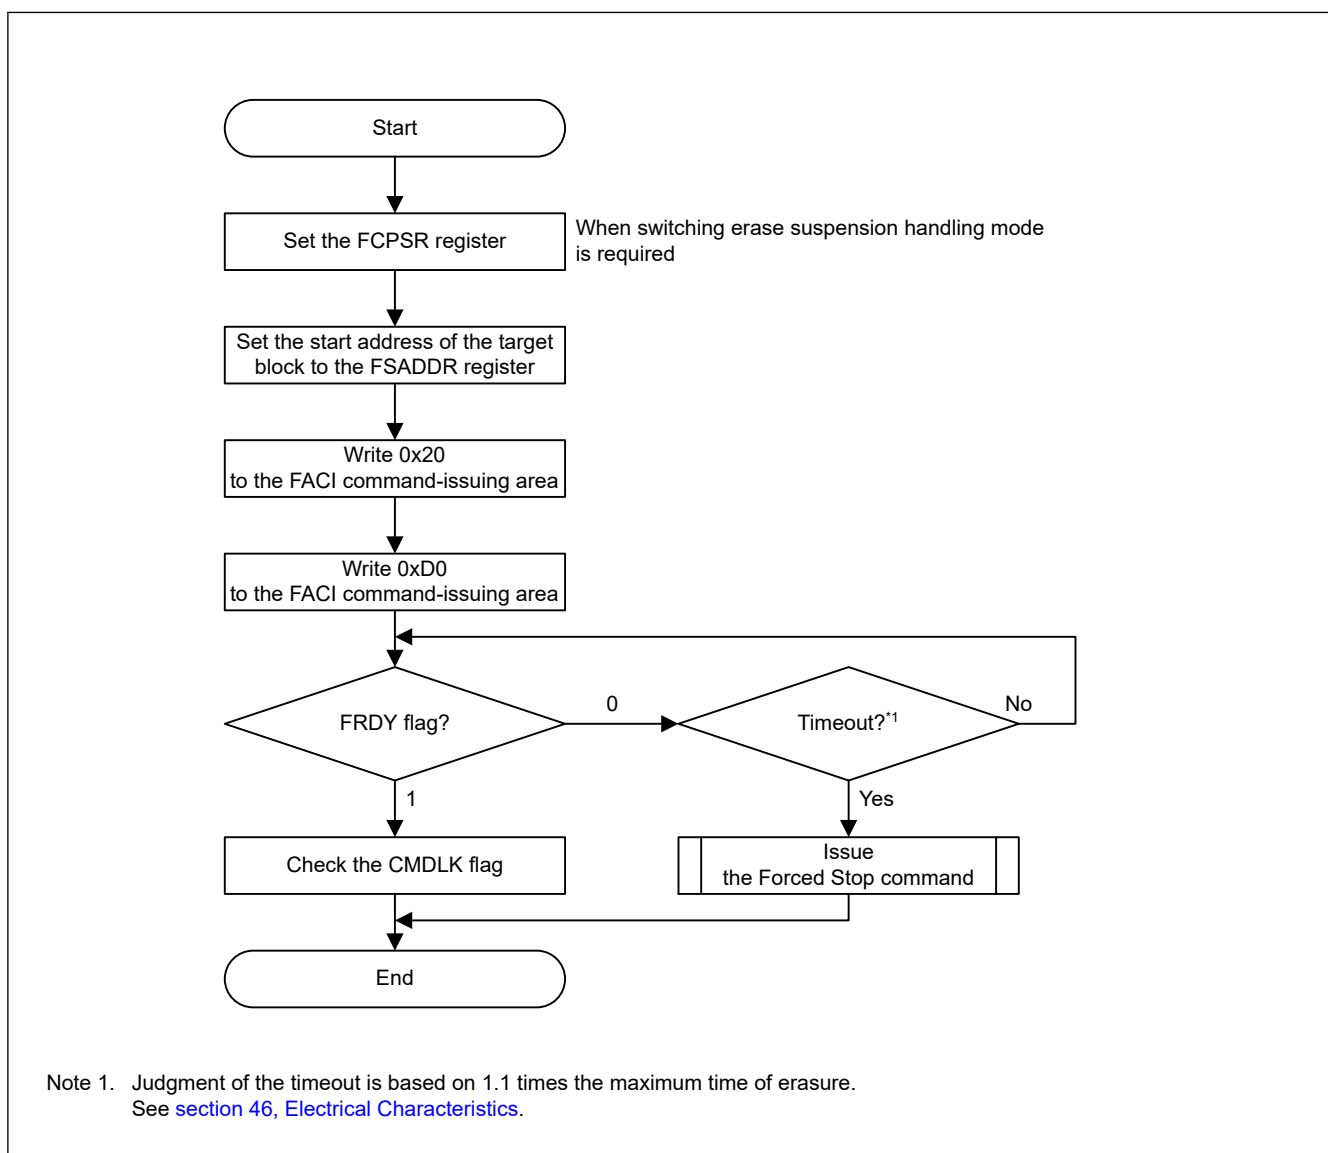 Start
Set the FCPSR register
When switching erase suspension handling mode
is required
Set the start address of the target
block to the FSADDR register
Write 0x20
to the FACI command-issuing area
Write 0xD0
to the FACI command-issuing area
FRDY flag?
0
Timeout?*1
No
1
Yes
Check the CMDLK flag
Issue
the Forced Stop command
End
Note 1. Judgment of the timeout is based on 1.1 times the maximum time of erasure.
See section 46, Electrical Characteristics.